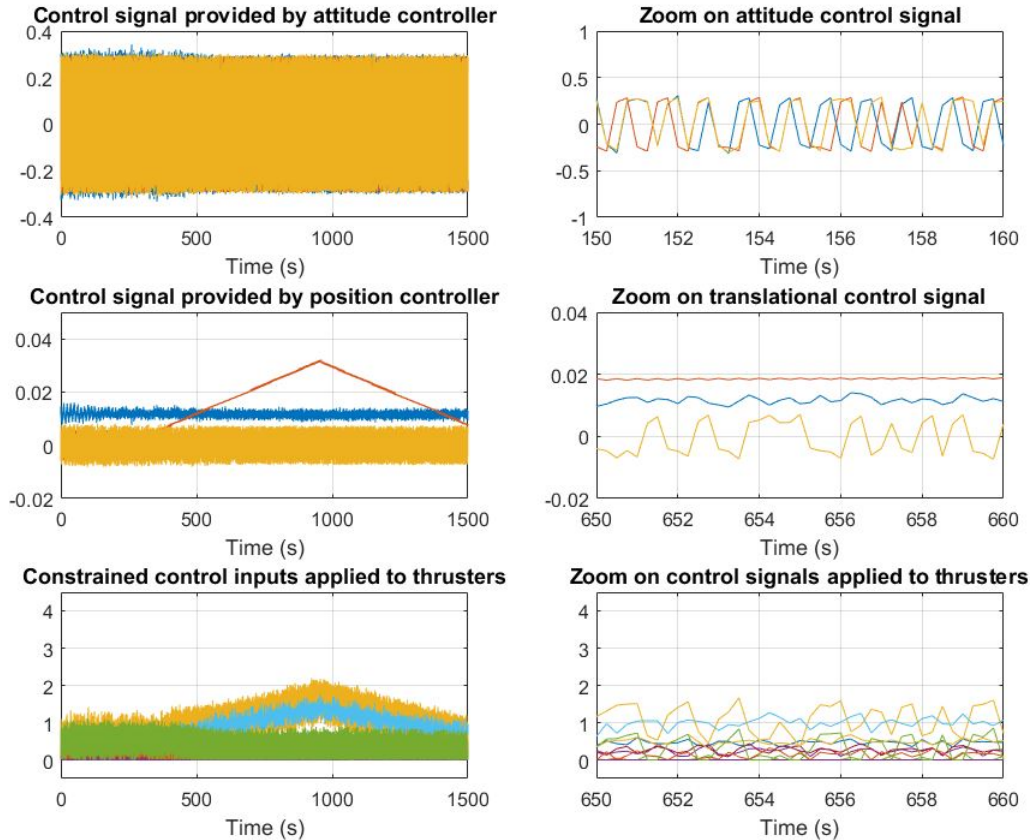 Control signal provided by attitude controller
0.4
0.2
0
-0.2
-0.4
0 500 1000 1500
Time (s)
Zoom on attitude control signal
1
0.5
0
-0.5
-1
150 152 154 156 158 160
Time (s)
Control signal provided by position controller
0.04
0.02
0
-0.02
0 500 1000 1500
Time (s)
Zoom on translational control signal
0.04
0.02
0
-0.02
650 652 654 656 658 660
Time (s)
Constrained control inputs applied to thrusters
4
3
2
1
0
0 500 1000 1500
Time (s)
Zoom on control signals applied to thrusters
4
3
2
1
0
650 652 654 656 658 660
Time (s)